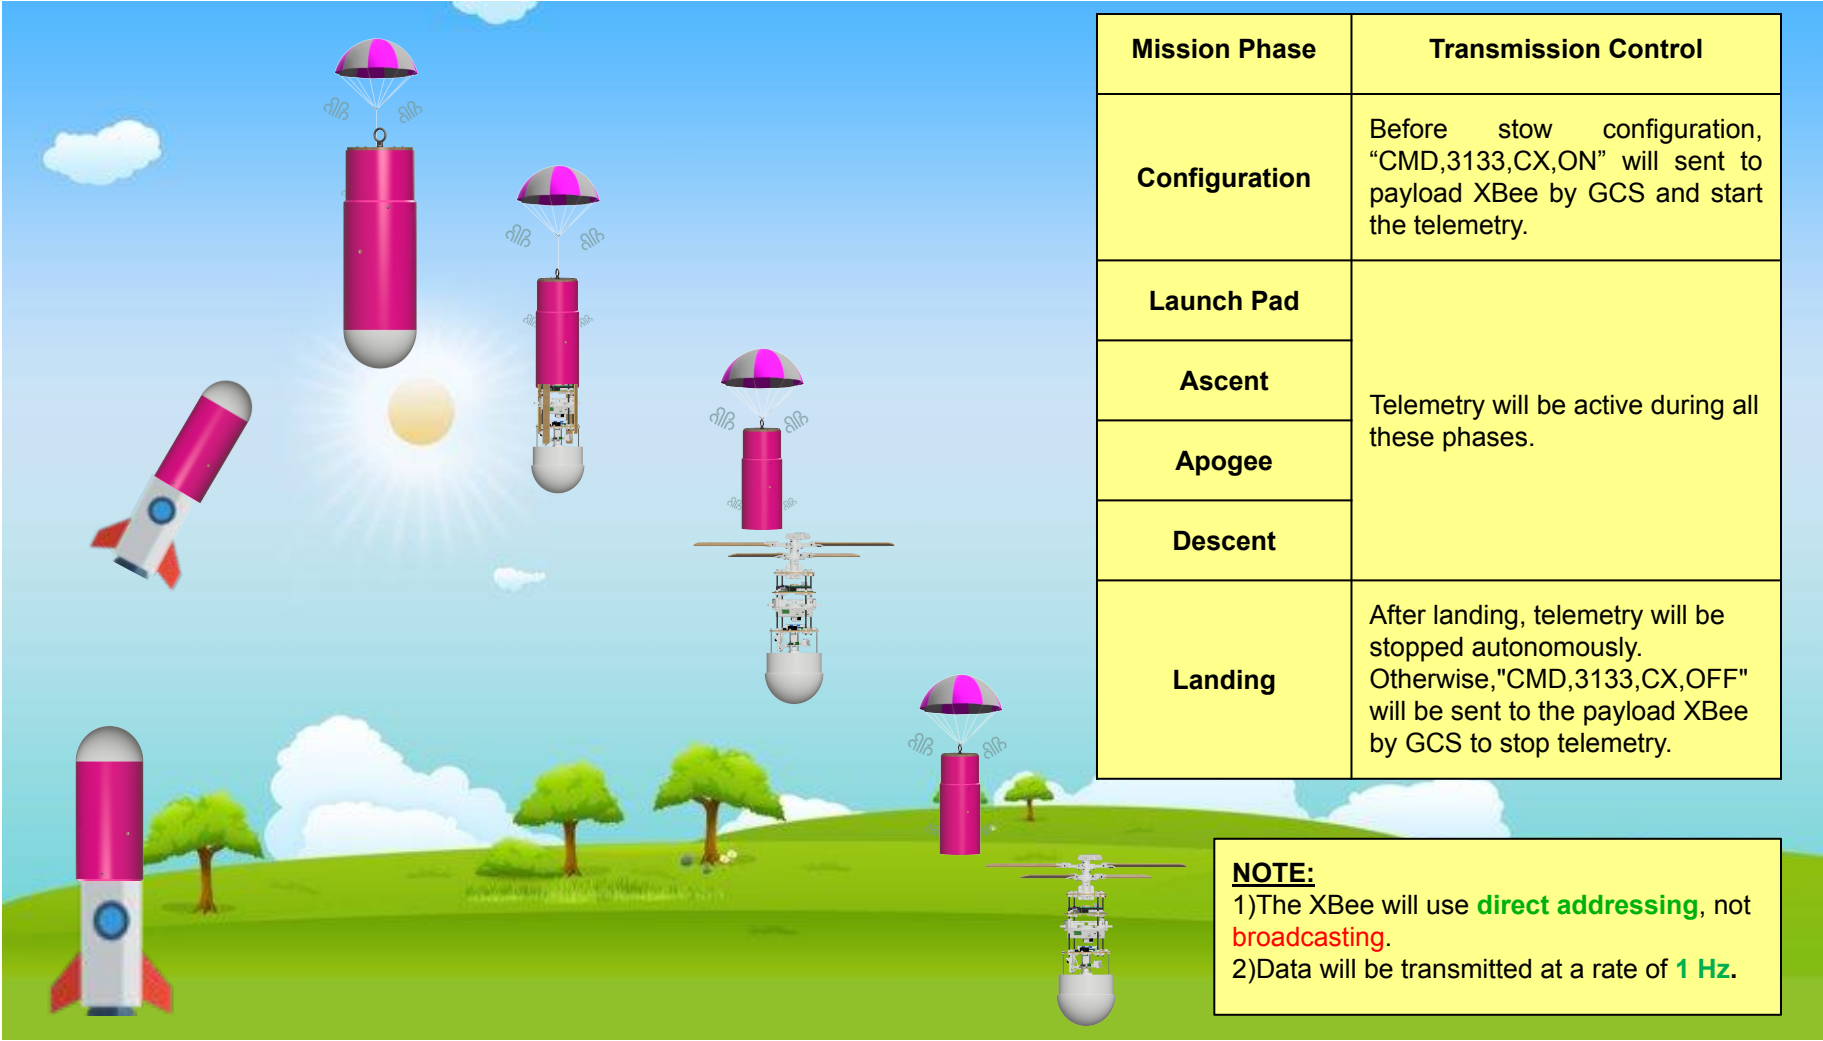 Mission Phase
Transmission Control
Configuration
Before stow configuration,
“CMD,3133,CX,ON” will sent to
payload XBee by GCS and start
the telemetry.
Launch Pad
Ascent
Apogee
Descent
Telemetry will be active during all
these phases.
Landing
After landing, telemetry will be
stopped autonomously.
Otherwise,"CMD,3133,CX,OFF"
will be sent to the payload XBee
by GCS to stop telemetry.
NOTE:
1)The XBee will use direct addressing, not
broadcasting.
2)Data will be transmitted at a rate of 1 Hz.